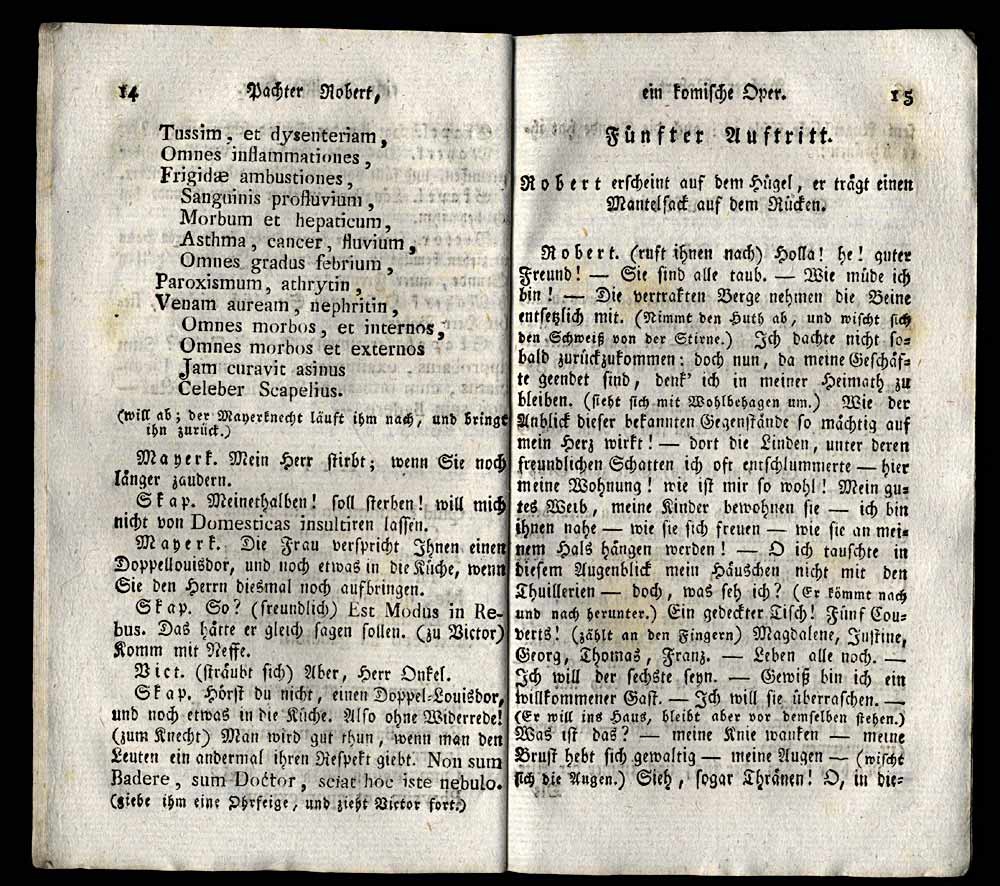 14 Pachter Robert,
Tussim, et dysenteriam,
Omnes inflammationes,
Frigidæ ambustiones,
Sanguinis profluvium,
Morbum et hepaticum,
Asthma, cancer, fluvium,
Omnes gradus febrium,
Paroxismum, athrytin,
Venam auream, nephritin,
Omnes morbos, et internos,
Omnes morbos et externos
Jam curavit asinus
Celeber Scapelius.
(will ab; der Mayerknecht läuft ihm nach, und bringt
ihn zurück.)
Mayerk. Mein Herr stirbt; wenn Sie noch
länger zaudern.
Skap. Meinethalben! soll sterben! will mich
nicht von Domesticas insultiren lassen.
Mayerk. Die Frau verspricht Ihnen einen
Doppellouisdor, und noch etwas in die Küche, wenn
Sie den Herrn diesmal noch aufbringen.
Skap. So? (freundlich) Est Modus in Re-
bus. Das hätte er gleich sagen sollen. (zu Victor)
Komm mit Neffe.
Vict. (sträubt sich) Aber, Herr Onkel.
Skap. Hörst du nicht, einen Doppel-Louisdor,
und noch etwas in die Küche. Also ohne Widerrede!
(zum Knecht) Man wird gut thun, wenn man den
Leuten ein andermal ihren Respekt giebt. Non sum
Badere, sum Doctor, sciat hoc iste nebulo.
(giebt ihm eine Ohrfeige, und zieht Victor fort.)
ein komische Oper. 15
Fünfter Auftritt.
Robert erscheint auf dem Hügel, er trägt einen
Mantelsack auf dem Rücken.
Robert. (ruft ihnen nach) Holla! he! guter
Freund! — Sie sind alle taub. — Wie müde ich
bin! — Die vertrakten Berge nehmen die Beine
entsetzlich mit. (Nimmt den Huth ab, und wischt sich
den Schweiß von der Stirne.) Ich dachte nicht so-
bald zurückzukommen: doch nun, da meine Geschäf-
te geendet sind, denk' ich in meiner Heimath zu
bleiben. (sieht sich mit Wohlbehagen um.) Wie der
Anblick dieser bekannten Gegenstände so mächtig auf
mein Herz wirkt! — dort die Linden, unter deren
freundlichen Schatten ich oft entschlummerte — hier
meine Wohnung! wie ist mir so wohl! Mein gu-
tes Weib, meine Kinder bewohnen sie — ich bin
ihnen nahe — wie sie sich freuen — wie sie an mei-
nem Hals hängen werden! — O ich tauschte in
diesem Augenblick mein Häuschen nicht mit den
Thuillerien — doch, was seh ich? (Er kömmt nach
und nach herunter.) Ein gedeckter Tisch! Fünf Cou-
verts! (zählt an den Fingern) Magdalene, Justine,
Georg, Thomas, Franz. — Leben alle noch. —
Ich will der sechste seyn. — Gewiß bin ich ein
willkommener Gast. — Ich will sie überraschen. —
(Er will ins Haus, bleibt aber vor demselben stehen.)
Was ist das? — meine Knie wanken — meine
Brust hebt sich gewaltig — meine Augen — (wischt
sich die Augen.) Sieh, sogar Thränen! O, in die-